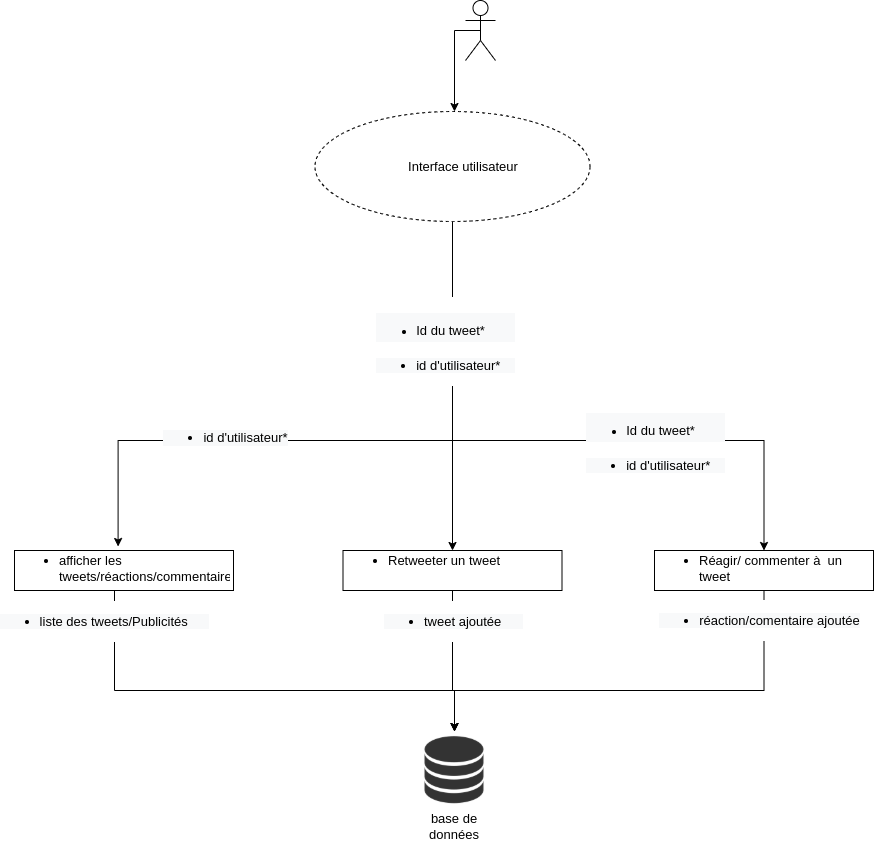 Interface utilisateur
• Id du tweet*
• id d'utilisateur*
• id d'utilisateur*
• Id du tweet*
• id d'utilisateur*
• afficher les
tweets/réactions/commentaire
• Retweeter un tweet
• Réagir/ commenter à un
tweet
• liste des tweets/Publicités
• tweet ajoutée
• réaction/comentaire ajoutée
base de
données